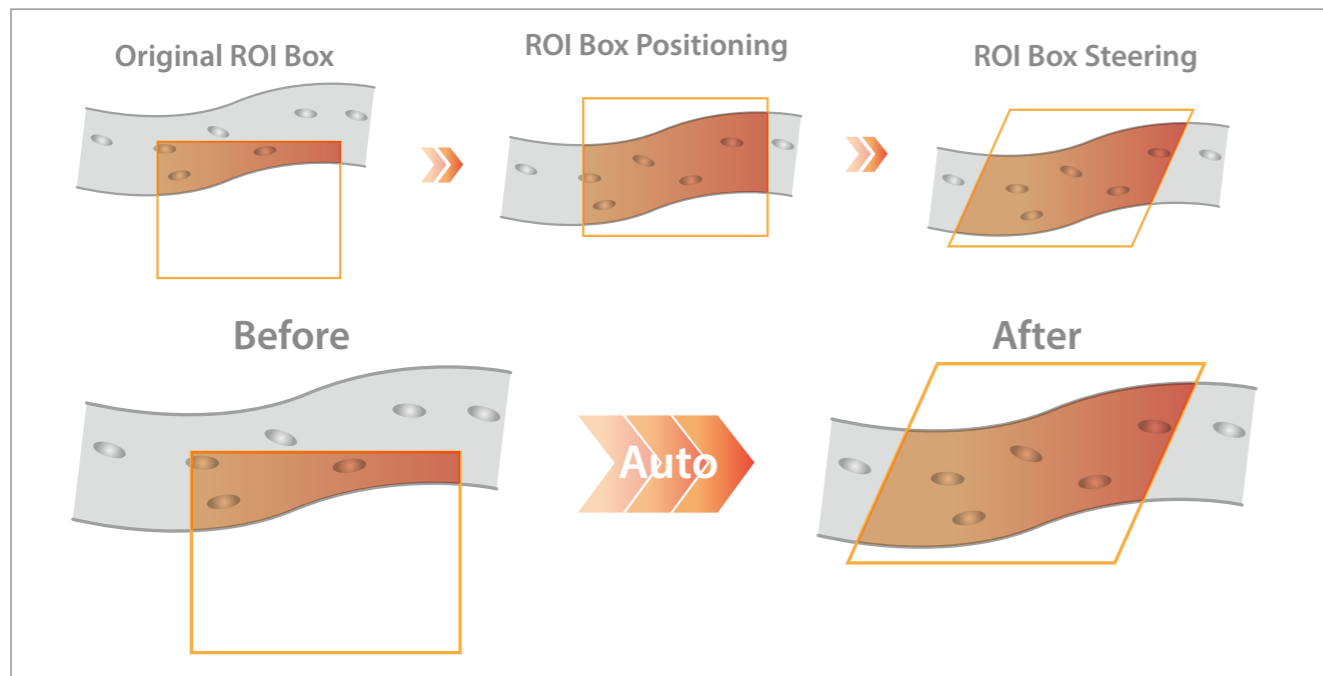 Original ROI Box
ROI Box Positioning
ROI Box Steering
Before
After
Auto